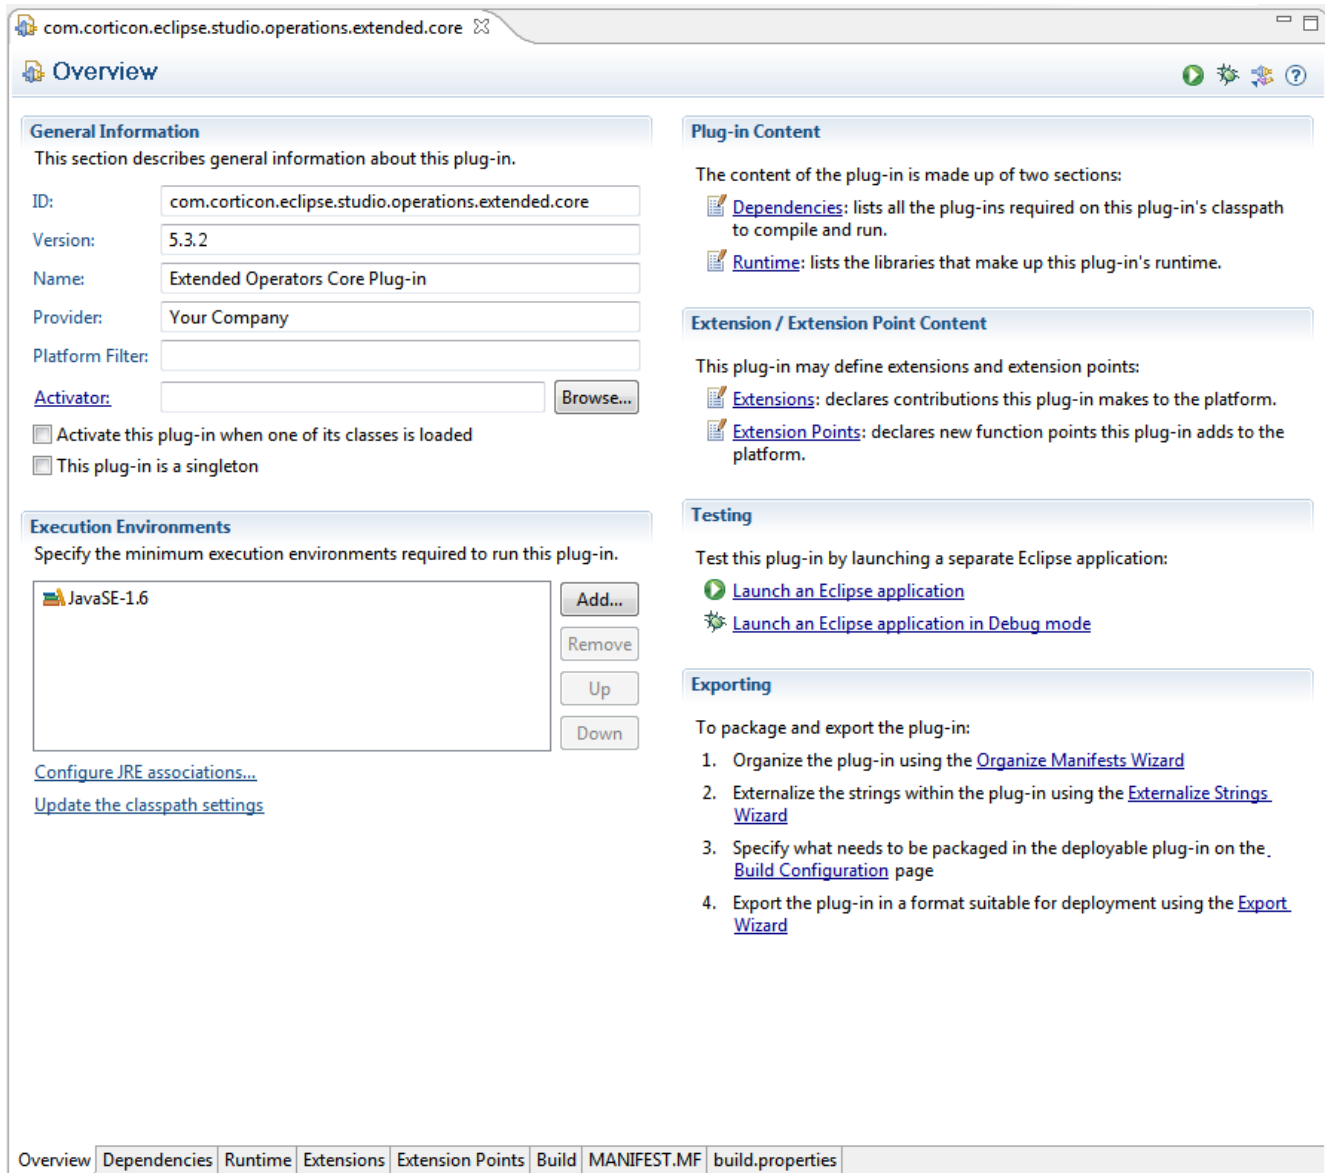 com.corticon.eclipse.studio.operations.extended.core
Overview
General Information
This section describes general information about this plug-in.
ID: com.corticon.eclipse.studio.operations.extended.core
Version: 5.3.2
Name: Extended Operators Core Plug-in
Provider: Your Company
Platform Filter:
Activator: Browse...
Activate this plug-in when one of its classes is loaded
This plug-in is a singleton
Execution Environments
Specify the minimum execution environments required to run this plug-in.
JavaSE-1.6
Add...
Remove
Up
Down
Configure JRE associations...
Update the classpath settings
Plug-in Content
The content of the plug-in is made up of two sections:
Dependencies: lists all the plug-ins required on this plug-in's classpath
to compile and run.
Runtime: lists the libraries that make up this plug-in's runtime.
Extension / Extension Point Content
This plug-in may define extensions and extension points:
Extensions: declares contributions this plug-in makes to the platform.
Extension Points: declares new function points this plug-in adds to the
platform.
Testing
Test this plug-in by launching a separate Eclipse application:
Launch an Eclipse application
Launch an Eclipse application in Debug mode
Exporting
To package and export the plug-in:
1. Organize the plug-in using the Organize Manifests Wizard
2. Externalize the strings within the plug-in using the Externalize Strings
Wizard
3. Specify what needs to be packaged in the deployable plug-in on the
Build Configuration page
4. Export the plug-in in a format suitable for deployment using the Export
Wizard
Overview Dependencies Runtime Extensions Extension Points Build MANIFEST.MF build.properties